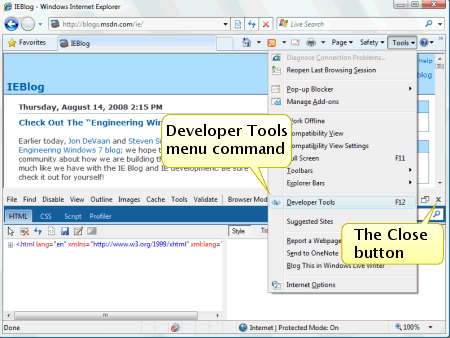 IEBlog - Windows Internet Explorer
http://blogs.msdn.com/ie/
Live Search
Favorites
IEBlog
Page
Safety
Tools
Diagnose Connection Problems...
Reopen Last Browsing Session
Help
blog
IEBlog
Pop-up Blocker
Manage Add-ons
Thursday, August 14, 2008 2:15 PM
Check Out The "Engineering Win
Work Offline
Compatibility View
Compatibility View Settings
Full Screen F11
Toolbars
Explorer Bars
Earlier today, Jon DeVaan and Steven Si
Engineering Windows 7 blog; we hope t
community about how we are building th
much like we have with the IE Blog and IE development. Be sure
check it out for yourself!
Developer Tools
menu command
File Find Disable View Outline Images Cache Tools Validate Browser Mod
Developer Tools F12
HTML CSS Script Profiler
Suggested Sites
Style
<html lang="en" xmlns="http://www.w3.org/1999/xhtml" xml:lang=
Report a Webpage
Send to OneNote
Blog This in Windows Live Writer
Internet Options
The Close
button
Done
Internet | Protected Mode: On
100%